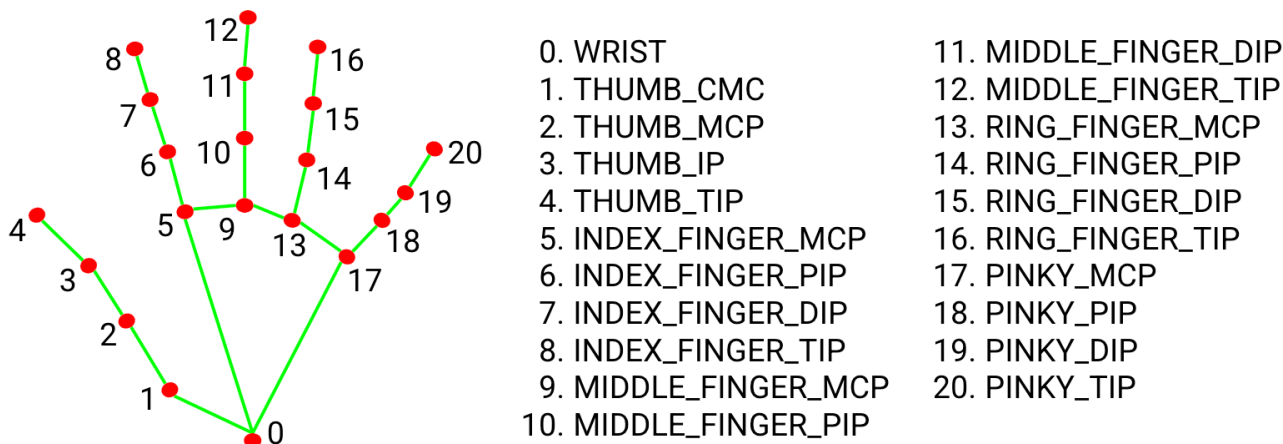 12
8
16
11
7
15
10
6
20
14
19
4
5
9
18
13
3
17
2
1
0
0. WRIST
1. THUMB_CMC
2. THUMB_MCP
3. THUMB_IP
4. THUMB_TIP
5. INDEX_FINGER_MCP
6. INDEX_FINGER_PIP
7. INDEX_FINGER_DIP
8. INDEX_FINGER_TIP
9. MIDDLE_FINGER_MCP
10. MIDDLE_FINGER_PIP
11. MIDDLE_FINGER_DIP
12. MIDDLE_FINGER_TIP
13. RING_FINGER_MCP
14. RING_FINGER_PIP
15. RING_FINGER_DIP
16. RING_FINGER_TIP
17. PINKY_MCP
18. PINKY_PIP
19. PINKY_DIP
20. PINKY_TIP